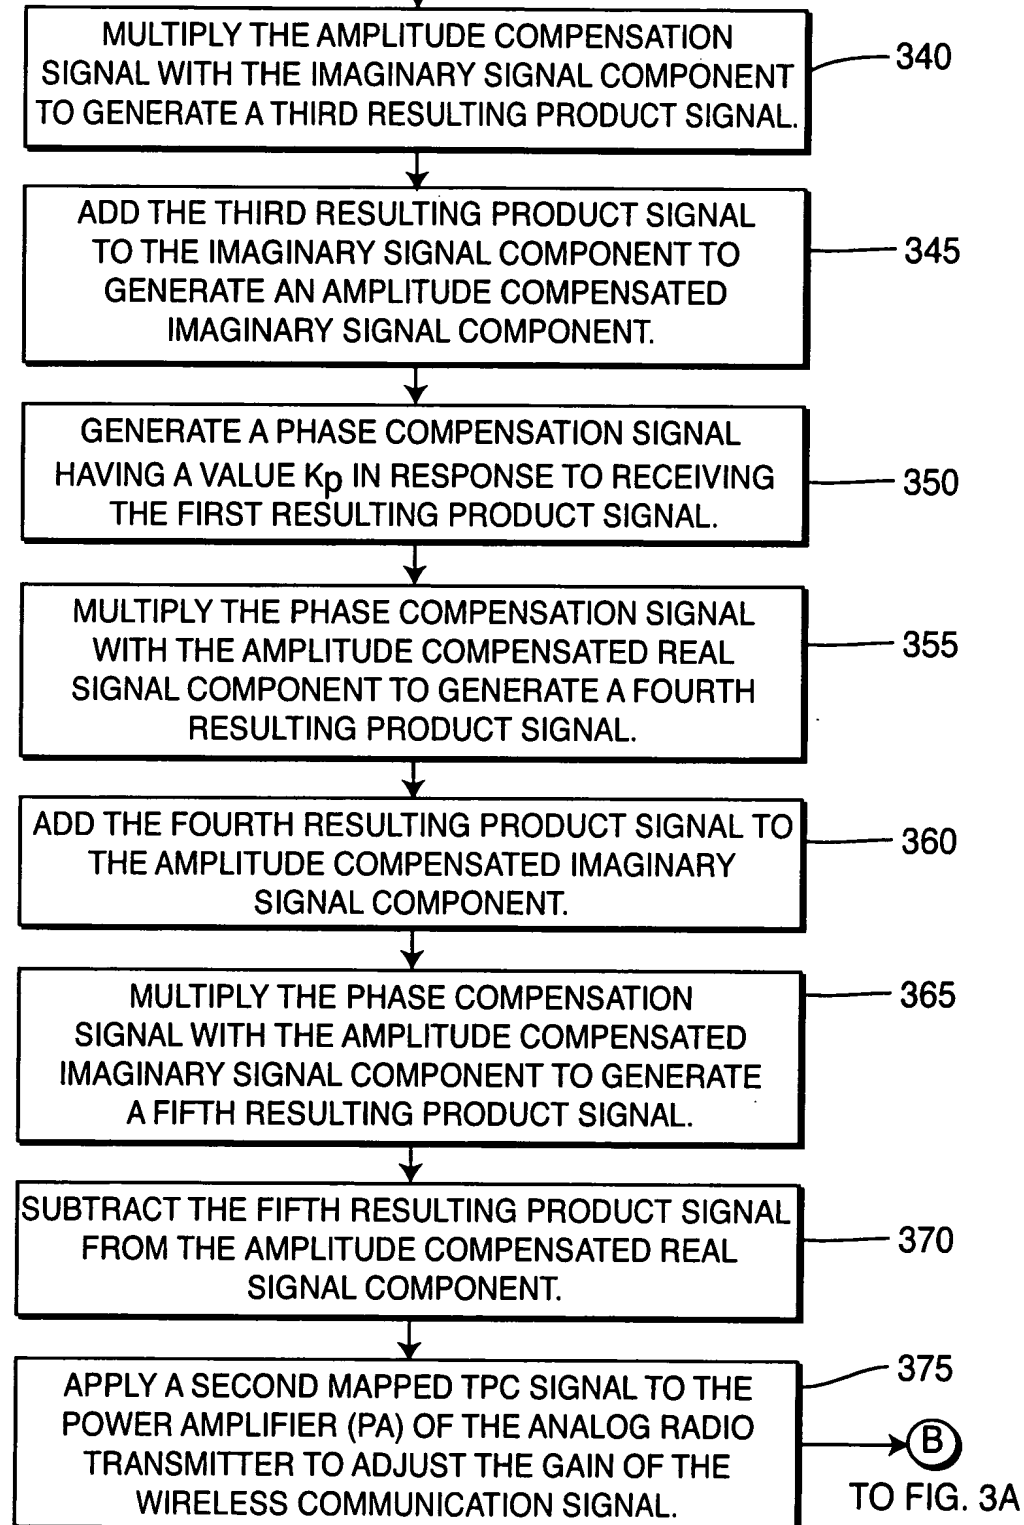 MULTIPLY THE AMPLITUDE COMPENSATION
SIGNAL WITH THE IMAGINARY SIGNAL COMPONENT
TO GENERATE A THIRD RESULTING PRODUCT SIGNAL.
340
ADD THE THIRD RESULTING PRODUCT SIGNAL
TO THE IMAGINARY SIGNAL COMPONENT TO
GENERATE AN AMPLITUDE COMPENSATED
IMAGINARY SIGNAL COMPONENT.
345
GENERATE A PHASE COMPENSATION SIGNAL
HAVING A VALUE Kp IN RESPONSE TO RECEIVING
THE FIRST RESULTING PRODUCT SIGNAL.
350
MULTIPLY THE PHASE COMPENSATION SIGNAL
WITH THE AMPLITUDE COMPENSATED REAL
SIGNAL COMPONENT TO GENERATE A FOURTH
RESULTING PRODUCT SIGNAL.
355
ADD THE FOURTH RESULTING PRODUCT SIGNAL TO
THE AMPLITUDE COMPENSATED IMAGINARY
SIGNAL COMPONENT.
360
MULTIPLY THE PHASE COMPENSATION
SIGNAL WITH THE AMPLITUDE COMPENSATED
IMAGINARY SIGNAL COMPONENT TO GENERATE
A FIFTH RESULTING PRODUCT SIGNAL.
365
SUBTRACT THE FIFTH RESULTING PRODUCT SIGNAL
FROM THE AMPLITUDE COMPENSATED REAL
SIGNAL COMPONENT.
370
APPLY A SECOND MAPPED TPC SIGNAL TO THE
POWER AMPLIFIER (PA) OF THE ANALOG RADIO
TRANSMITTER TO ADJUST THE GAIN OF THE
WIRELESS COMMUNICATION SIGNAL.
375
B
TO FIG. 3A